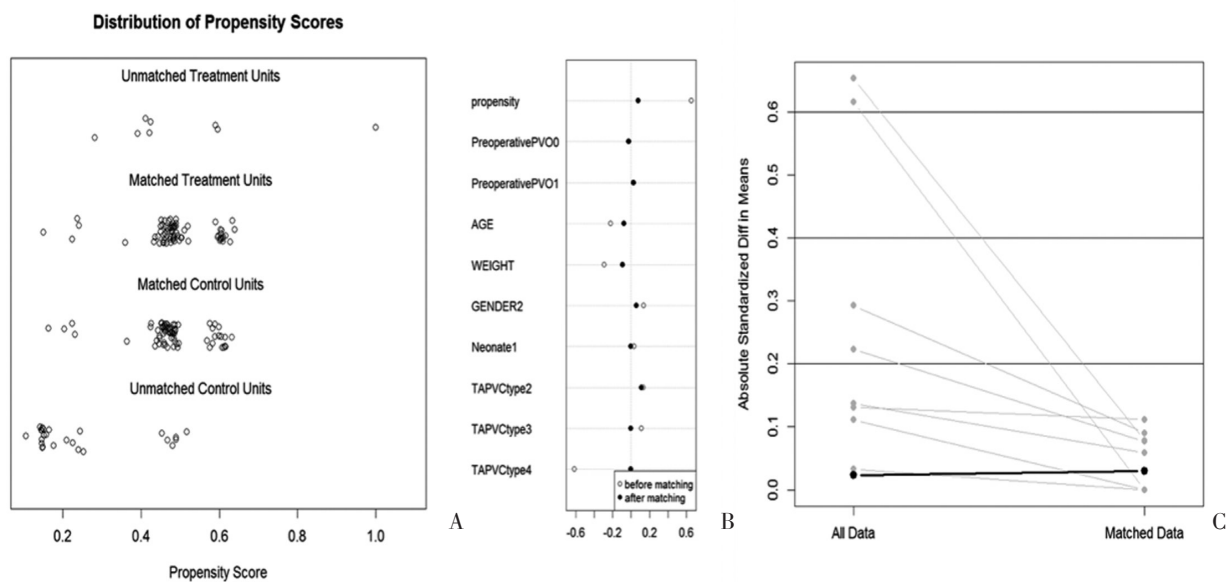 Distribution of Propensity Scores
Unmatched Treatment Units
Matched Treatment Units
Matched Control Units
Unmatched Control Units
0.2 0.4 0.6 0.8 1.0
Propensity Score
A
propensity
PreoperativePVO0
PreoperativePVO1
AGE
WEIGHT
GENDER2
Neonate1
TAPVCtype2
TAPVCtype3
TAPVCtype4
before matching
after matching
-0.6 -0.2 0.2 0.6
B
Absolute Standardized Diff in Means
0.6
0.5
0.4
0.3
0.2
0.1
0.0
All Data Matched Data
C